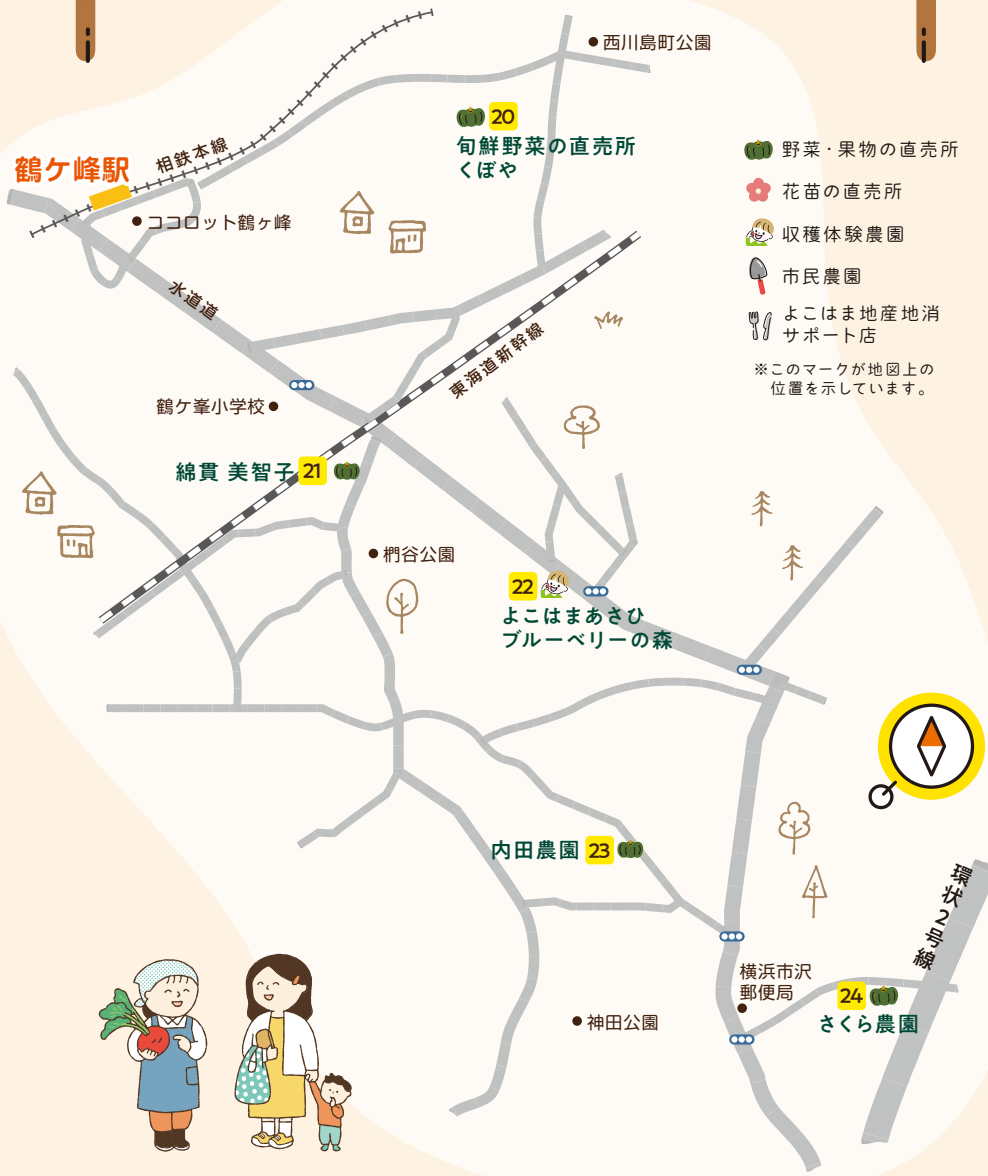 西川島町公園
20
旬鮮野菜の直売所
くぼや
鶴ケ峰駅
相鉄本線
ココロット鶴ヶ峰
水道道
野菜・果物の直売所
花苗の直売所
収穫体験農園
市民農園
よこはま地産地消
サポート店
※このマークが地図上の
位置を示しています。
東海道新幹線
鶴ケ峯小学校
綿貫 美智子 21
椚谷公園
22
よこはまあさひ
ブルーベリーの森
内田農園 23
環状2号線
横浜市沢
郵便局
24
さくら農園
神田公園